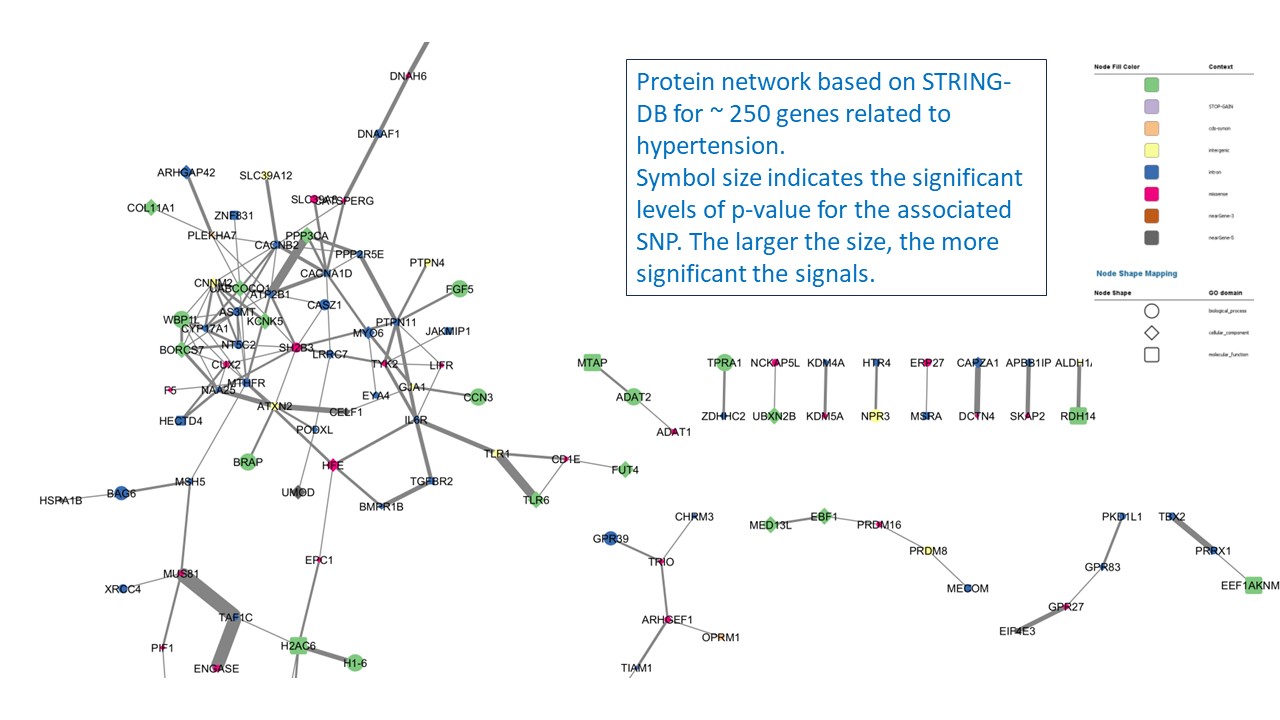 Protein network based on STRING-
DB for ~ 250 genes related to
hypertension.
Symbol size indicates the significant
levels of p-value for the associated
SNP. The larger the size, the more
significant the signals.
Node Fill Color
Context
STOP-GAIN
cds-synon
intergenic
intron
missense
nearGene-3
nearGene-5
Node Shape Mapping
Node Shape
GO domain
biological_process
cellular_component
molecular_function
DNAH6
DNAAF1
ARHGAP42
SLC39A12
COL11A1
CATSPERG
ZNF831
PLEKHA7
PPP3CA
CACNB2
PPP2R5E
PTPN4
CACNA1D
CNNM2
ATP2B1
FGF5
CASZ1
AS3MT
WBP1L
KCNK5
PTPN11
CYP17A1
MYO6
JAKMIP1
NT5C2
SH2B3
BORCS7
LRRC7
CUX2
TYK2
LIFR
MTHFR
F5
NAA25
GJA1
EYA4
CCN3
ATXN2
CELF1
HECTD4
IL6R
PODXL
BRAP
HFE
TLR1
CD1E
FUT4
MSH5
TGFBR2
UMOD
BAG6
HSPA1B
TLR6
BMPR1B
EPC1
MUS81
XRCC4
TAF1C
PIF1
H2AC6
ENGASE
H1-6
MTAP
ADAT2
ADAT1
TPRA1
NCKAP5L
KDM4A
HTR4
ERP27
CAPZA1
APBB1IP
ZDHHC2
UBXN2B
KDM5A
NPR3
MSRA
DCTN4
SKAP2
RDH14
CHRM3
GPR39
TRIO
ARHGEF1
OPRM1
TIAM1
MED13L
EBF1
PRDM16
PRDM8
MECOM
PKD1L1
TBX2
PRRX1
GPR83
EEF1AKNM
GPR27
EIF4E3